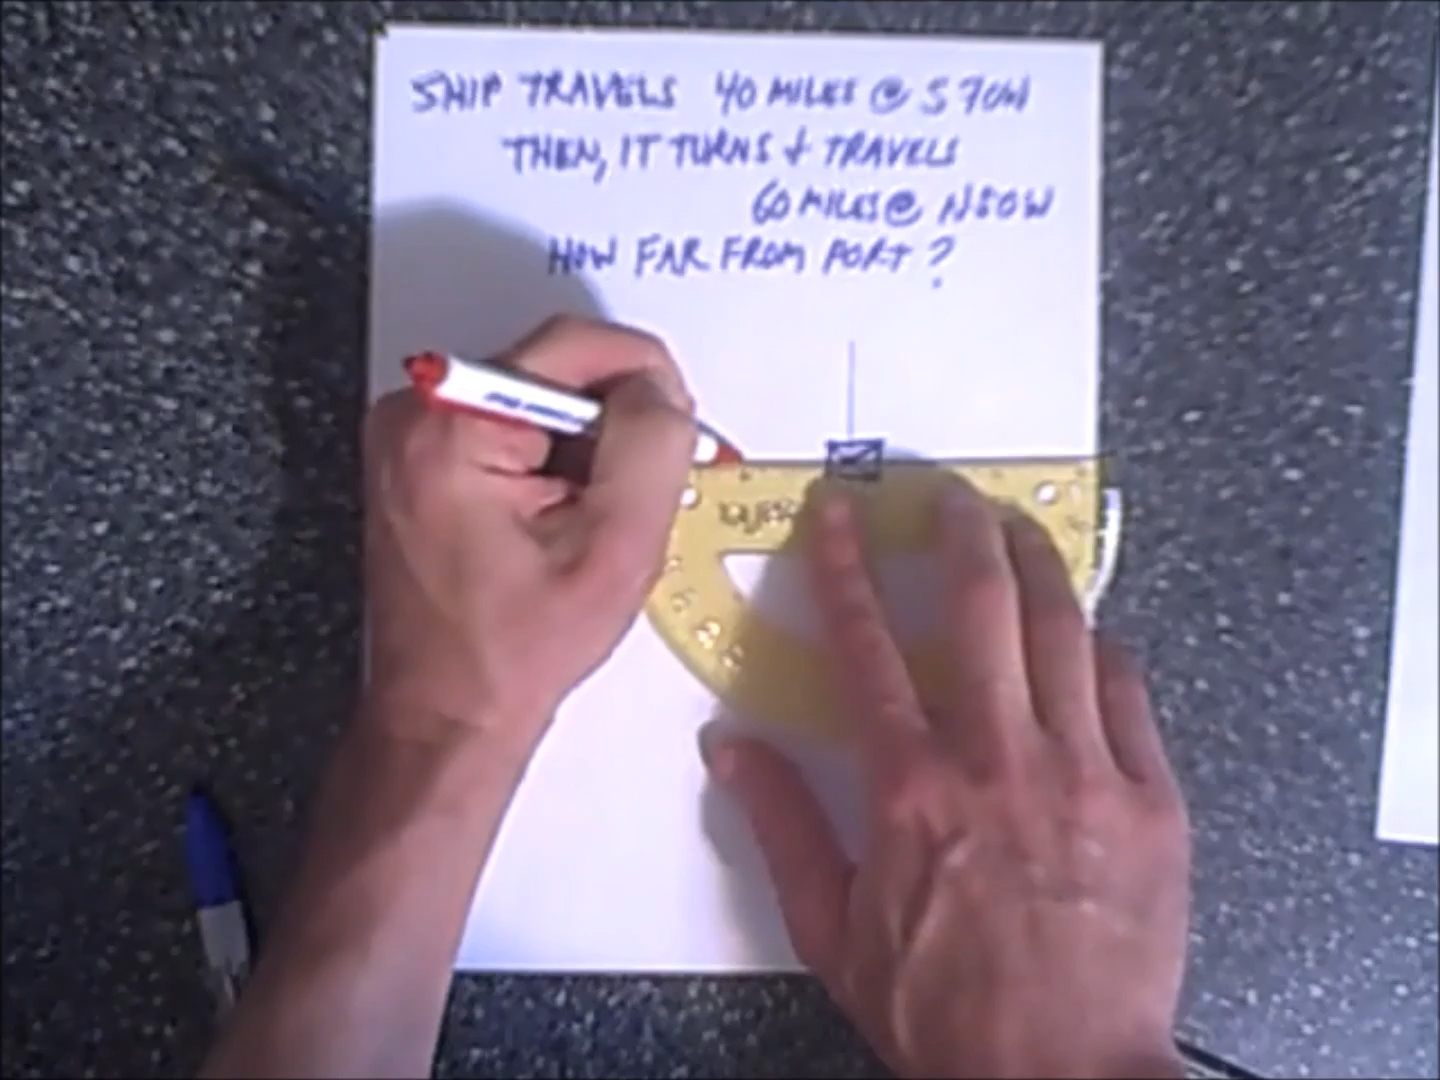 SHIP TRAVELS 40 MILES @ S 70W
THEN, IT TURNS + TRAVELS
60 MILES @ N50W
HOW FAR FROM PORT?